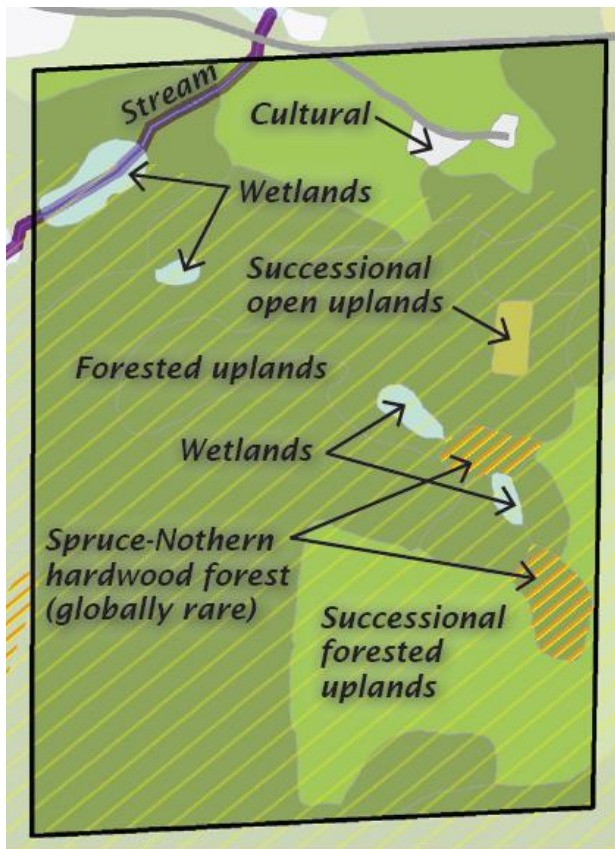 Stream
Cultural
Wetlands
Successional
open uplands
Forested uplands
Wetlands
Spruce-Nothern
hardwood forest
(globally rare)
Successional
forested
uplands